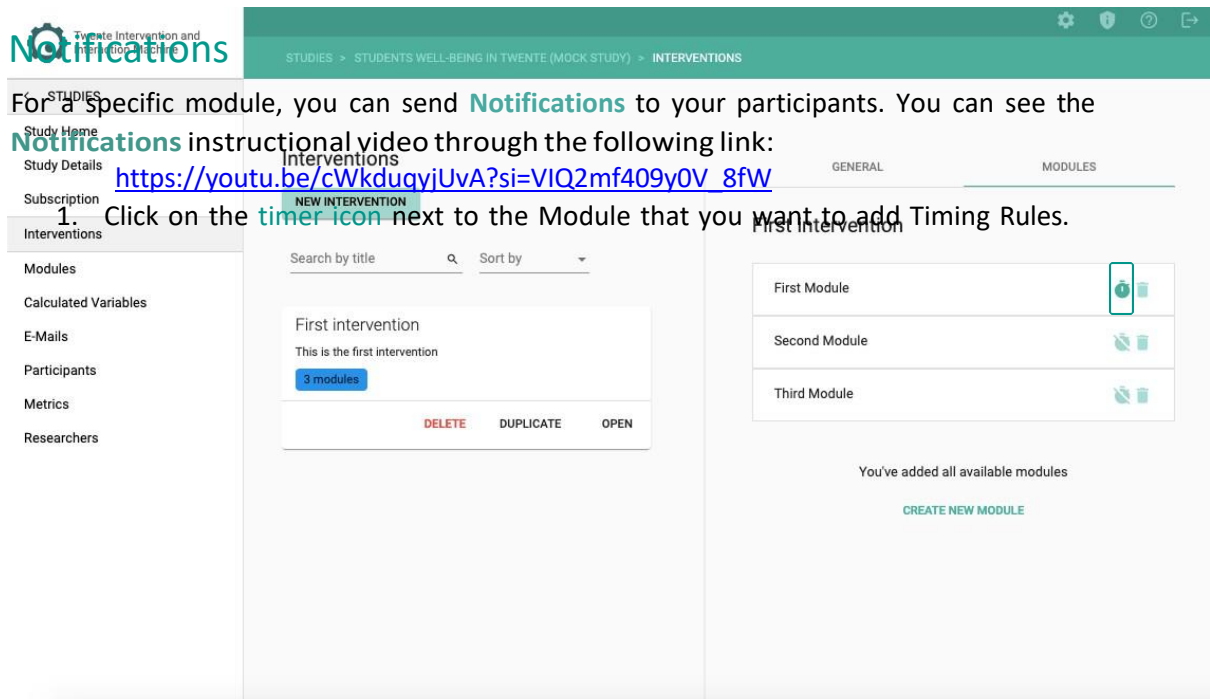 Notifications
For a specific module, you can send Notifications to your participants. You can see the
Notifications instructional video through the following link:
https://youtu.be/cWkduqyjUvA?si=VIQ2mf409y0V_8fW
1. Click on the timer icon next to the Module that you want to add Timing Rules.
Twente Intervention and
Interaction Machine
STUDIES > STUDENTS WELL-BEING IN TWENTE (MOCK STUDY) > INTERVENTIONS
< STUDIES
Study Home
Study Details
Subscription
Interventions
Modules
Calculated Variables
E-Mails
Participants
Metrics
Researchers
Interventions
NEW INTERVENTION
Search by title
Sort by
First intervention
This is the first intervention
3 modules
DELETE DUPLICATE OPEN
GENERAL MODULES
First intervention
First Module
Second Module
Third Module
You've added all available modules
CREATE NEW MODULE